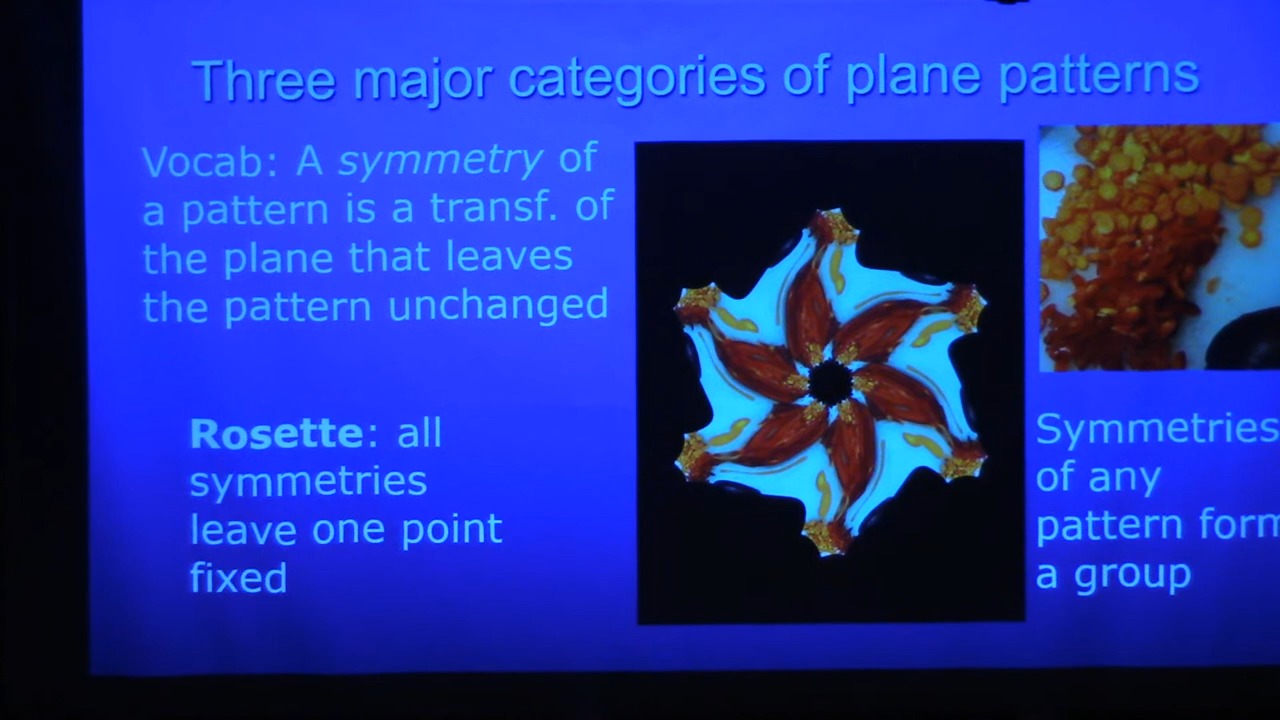 Three major categories of plane patterns
Vocab: A symmetry of
a pattern is a transf. of
the plane that leaves
the pattern unchanged
Rosette: all
symmetries
leave one point
fixed
Symmetries
of any
pattern form
a group